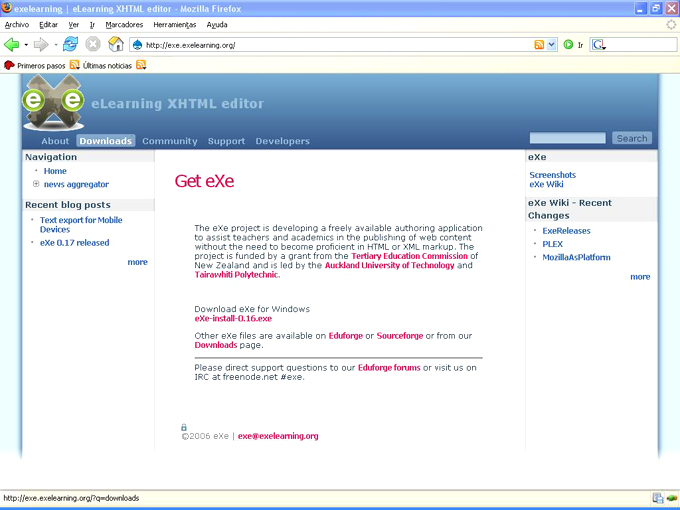 exelearning | eLearning XHTML editor - Mozilla Firefox
Archivo Editar Ver Ir Marcadores Herramientas Ayuda
http://exe.exelearning.org/ Ir
Primeros pasos Últimas noticias
eXe eLearning XHTML editor
About Downloads Community Support Developers Search
Navigation
Home
news aggregator
Recent blog posts
Text export for Mobile
Devices
eXe 0.17 released
more
Get eXe
The eXe project is developing a freely available authoring application
to assist teachers and academics in the publishing of web content
without the need to become proficient in HTML or XML markup. The
project is funded by a grant from the Tertiary Education Commission of
New Zealand and is led by the Auckland University of Technology and
Tairawhiti Polytechnic.
Download eXe for Windows
eXe-install-0.16.exe
Other eXe files are available on Eduforge or Sourceforge or from our
Downloads page.
Please direct support questions to our Eduforge forums or visit us on
IRC at freenode.net #exe.
©2006 eXe | exe@exelearning.org
eXe
Screenshots
eXe Wiki
eXe Wiki - Recent
Changes
ExeReleases
PLEX
MozillaAsPlatform
more
http://exe.exelearning.org/?q=downloads